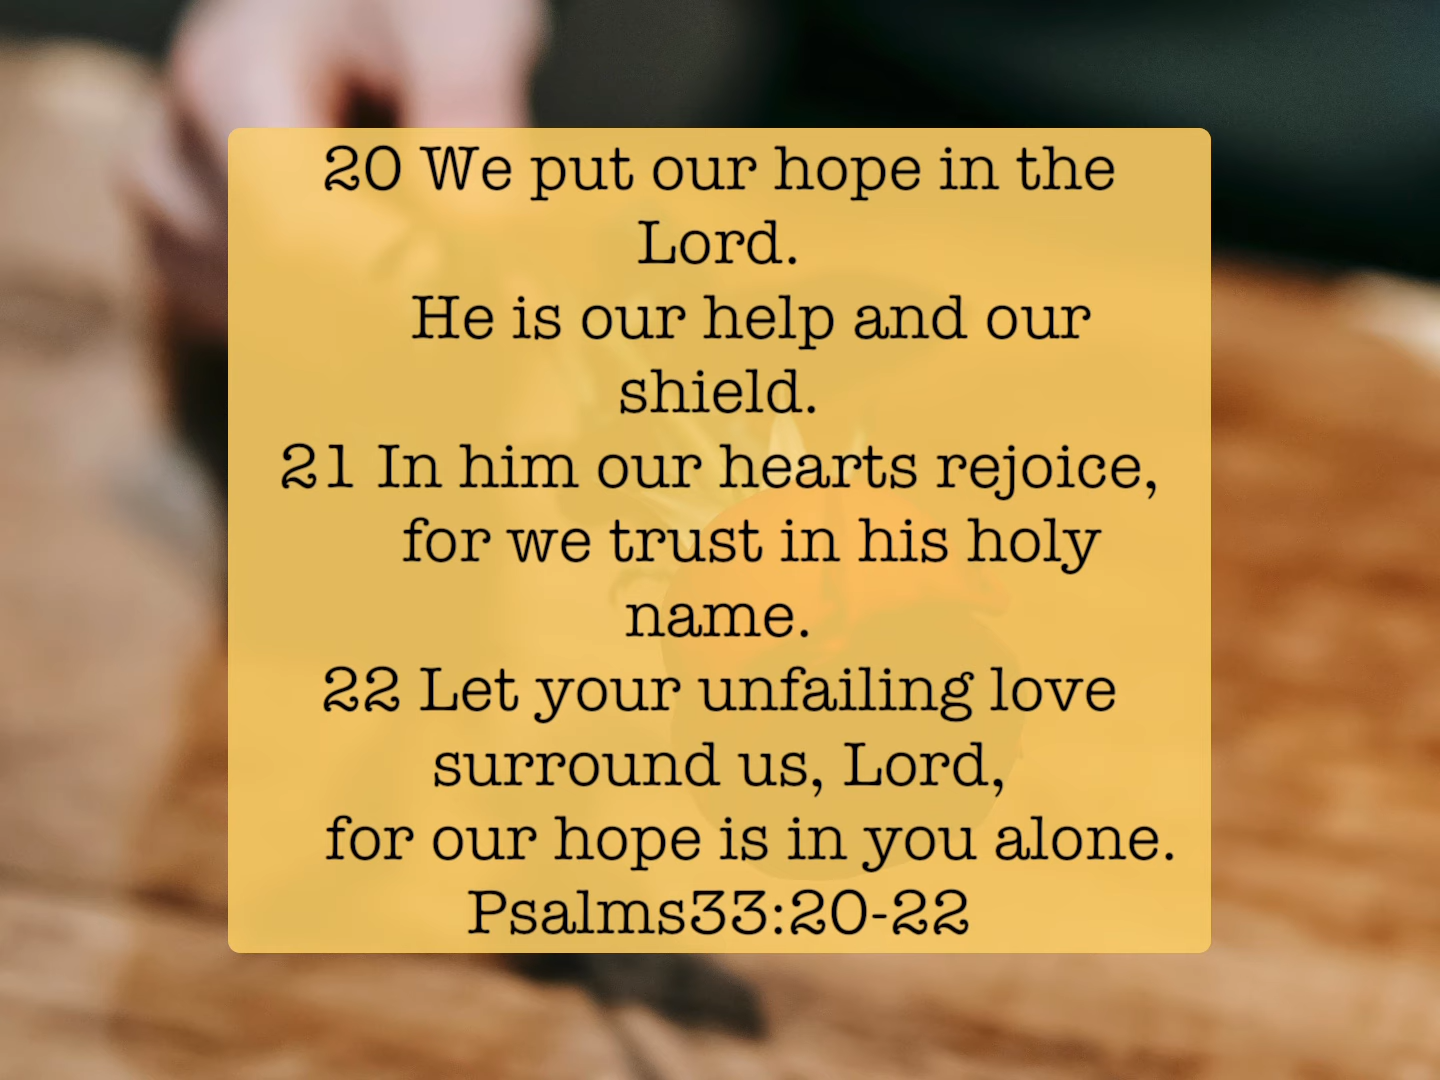 20 We put our hope in the
Lord.
He is our help and our
shield.
21 In him our hearts rejoice,
for we trust in his holy
name.
22 Let your unfailing love
surround us, Lord,
for our hope is in you alone.
Psalms33:20-22